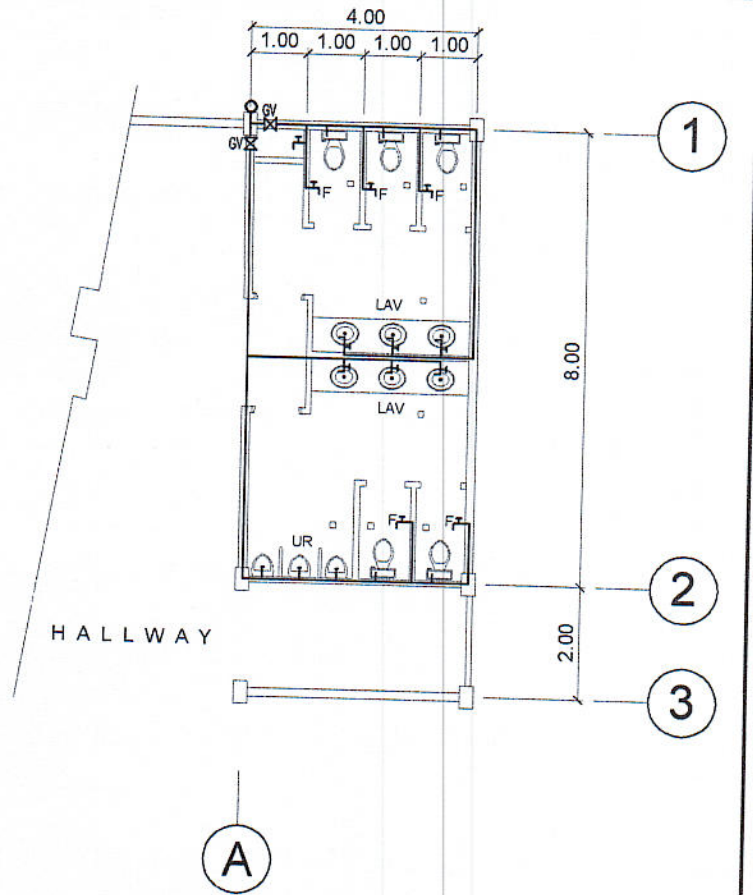 4.00
1.00 1.00 1.00 1.00
GV
1
GV
F F F
LAV
8.00
LAV
F F
UR
2
HALLWAY
2.00
3
A